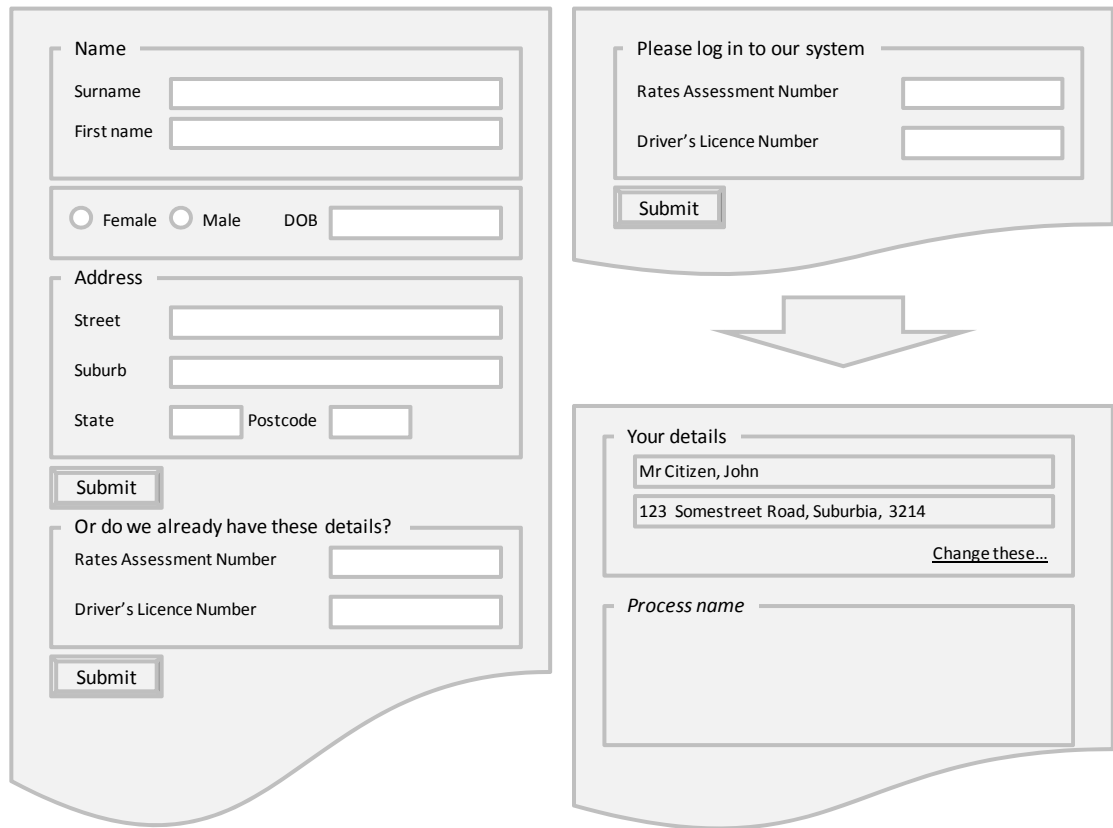 Name
Surname
First name
Female Male DOB
Address
Street
Suburb
State Postcode
Submit
Or do we already have these details?
Rates Assessment Number
Driver's Licence Number
Submit
Please log in to our system
Rates Assessment Number
Driver's Licence Number
Submit
Your details
Mr Citizen, John
123 Somestreet Road, Suburbia, 3214
Change these...
Process name